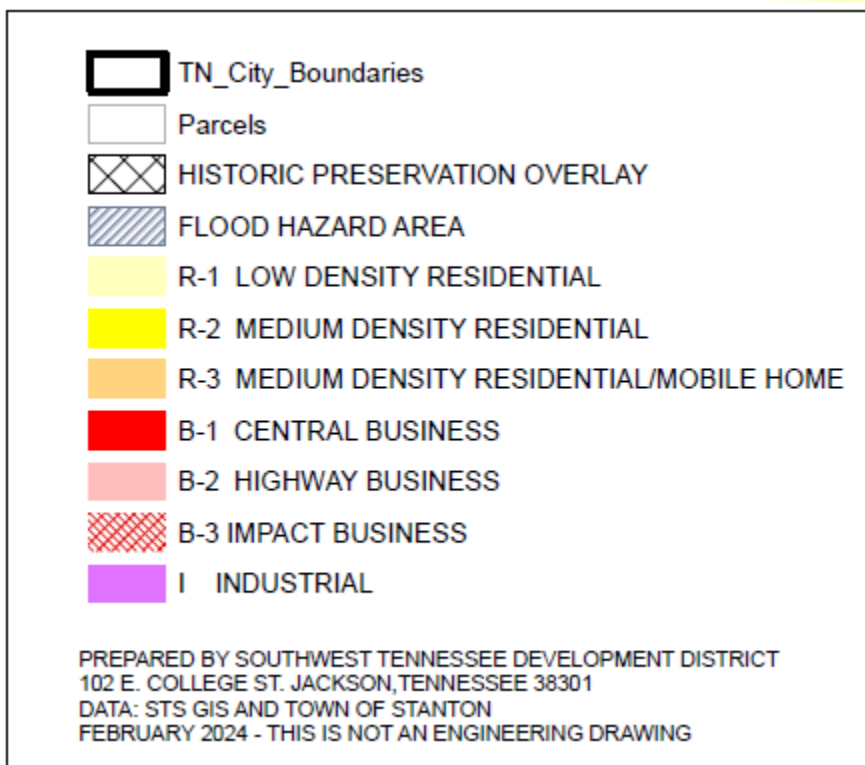 TN_City_Boundaries
Parcels
HISTORIC PRESERVATION OVERLAY
FLOOD HAZARD AREA
R-1 LOW DENSITY RESIDENTIAL
R-2 MEDIUM DENSITY RESIDENTIAL
R-3 MEDIUM DENSITY RESIDENTIAL/MOBILE HOME
B-1 CENTRAL BUSINESS
B-2 HIGHWAY BUSINESS
B-3 IMPACT BUSINESS
I INDUSTRIAL
PREPARED BY SOUTHWEST TENNESSEE DEVELOPMENT DISTRICT
102 E. COLLEGE ST. JACKSON,TENNESSEE 38301
DATA: STS GIS AND TOWN OF STANTON
FEBRUARY 2024 - THIS IS NOT AN ENGINEERING DRAWING